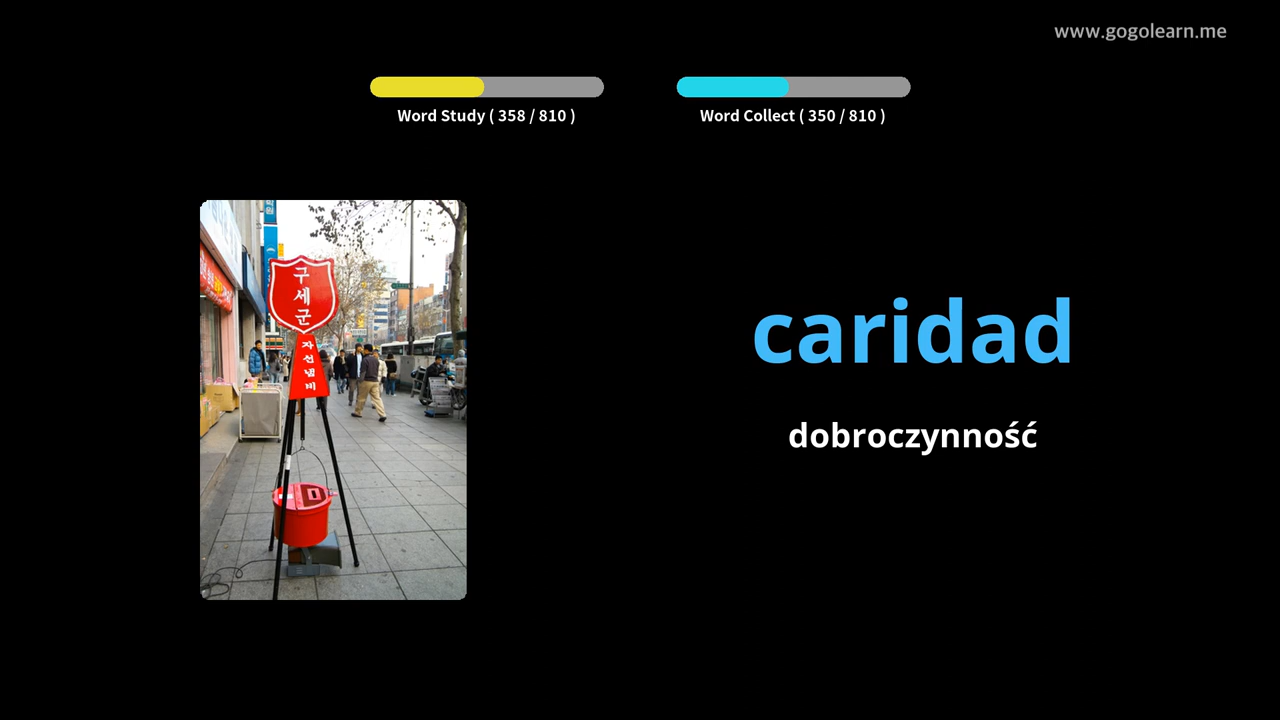 www.gogolearn.me
Word Study ( 358 / 810 )
Word Collect ( 350 / 810 )
구세군
자선냄비
caridad
dobroczynność